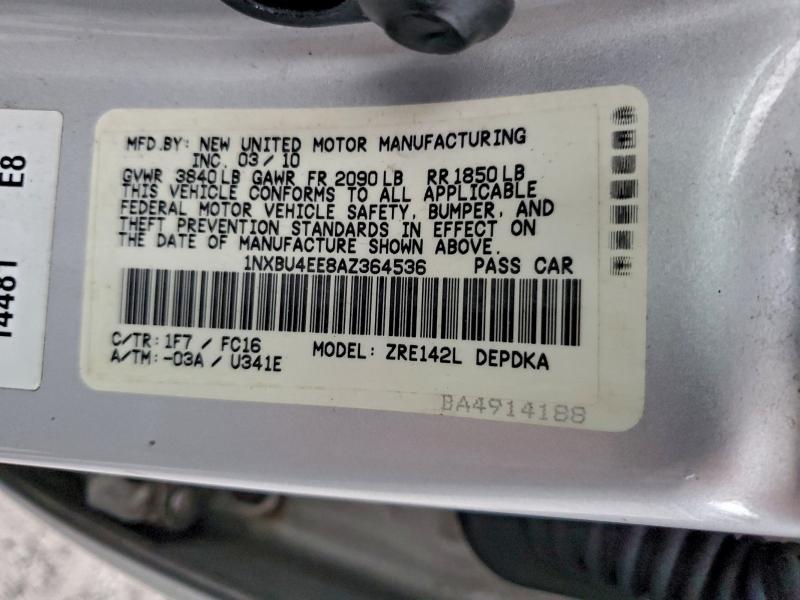 MFD.BY: NEW UNITED MOTOR MANUFACTURING
INC. 03/10
GVWR 3840LB GAWR FR 2090LB RR1850LB
THIS VEHICLE CONFORMS TO ALL APPLICABLE
FEDERAL MOTOR VEHICLE SAFETY, BUMPER, AND
THEFT PREVENTION STANDARDS IN EFFECT ON
THE DATE OF MANUFACTURE SHOWN ABOVE.
1NXBU4EE8AZ364536 PASS CAR
C/TR: 1F7 / FC16 MODEL: ZRE142L DEPDKA
A/TM: -03A / U341E
BA4914188
14481 E8